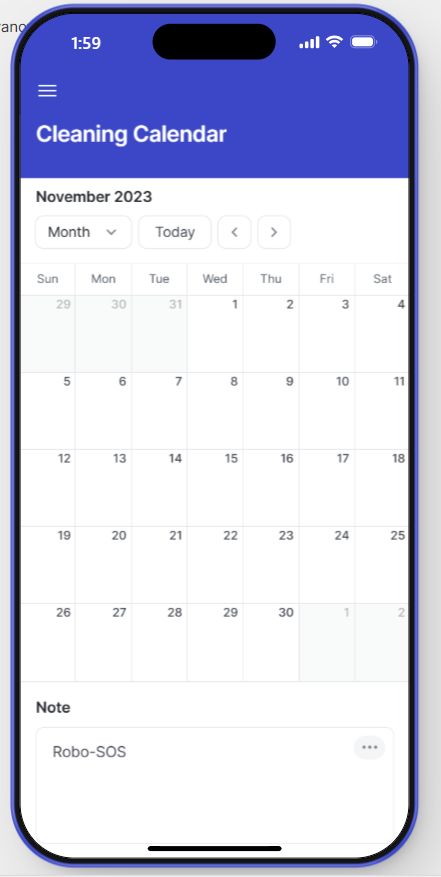 1:59
Cleaning Calendar
November 2023
Month Today
Sun Mon Tue Wed Thu Fri Sat
29 30 31 1 2 3 4
5 6 7 8 9 10 11
12 13 14 15 16 17 18
19 20 21 22 23 24 25
26 27 28 29 30 1 2
Note
Robo-SOS